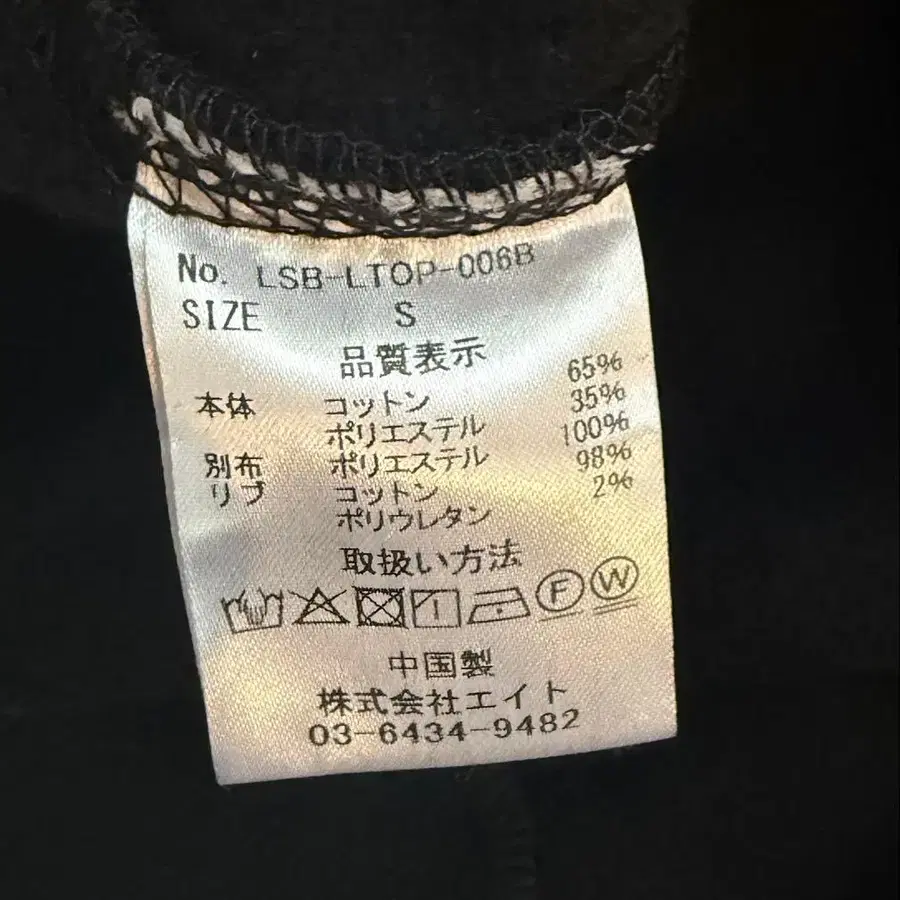 No. LSB-LTOP-006B
SIZE S
品質表示
本体 コットン 65%
ポリエステル 35%
別布 ポリエステル 100%
リブ コットン 98%
ポリウレタン 2%
取扱い方法
F W
中国製
株式会社エイト
03-6434-9482